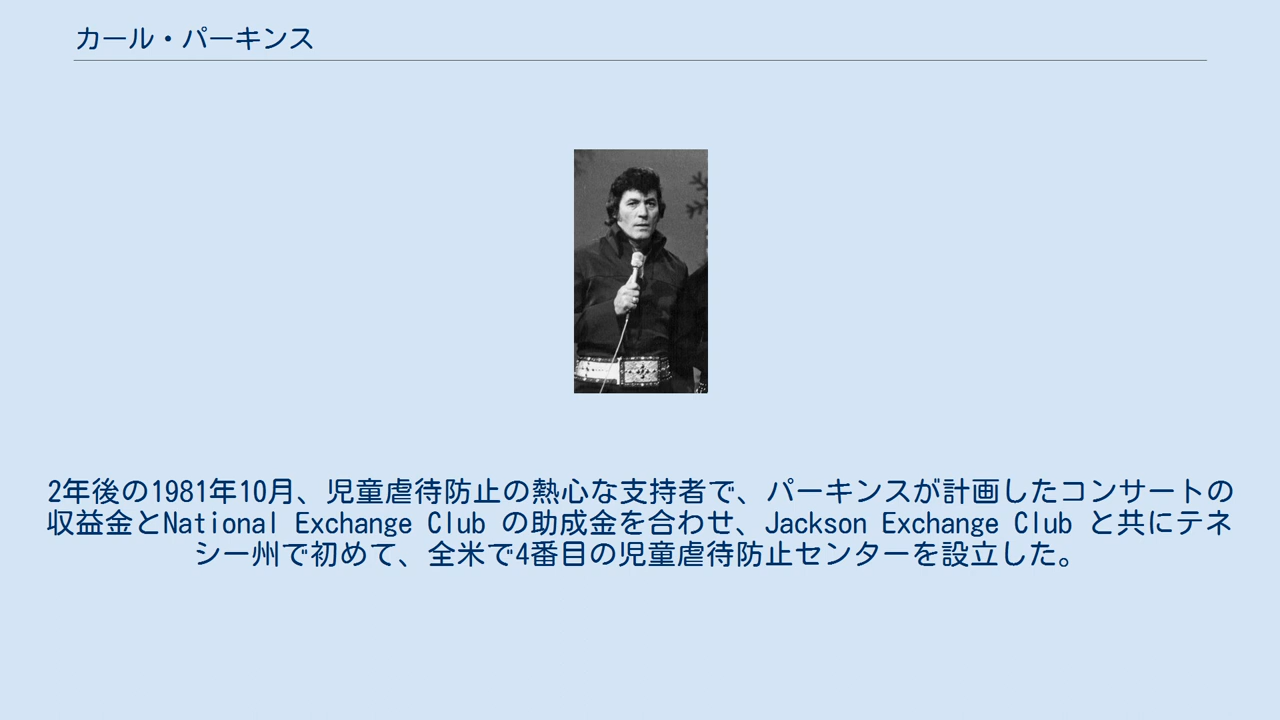 カール・パーキンス
2年後の1981年10月、児童虐待防止の熱心な支持者で、パーキンスが計画したコンサートの
収益金とNational Exchange Club の助成金を合わせ、Jackson Exchange Club と共にテネ
シー州で初めて、全米で4番目の児童虐待防止センターを設立した。